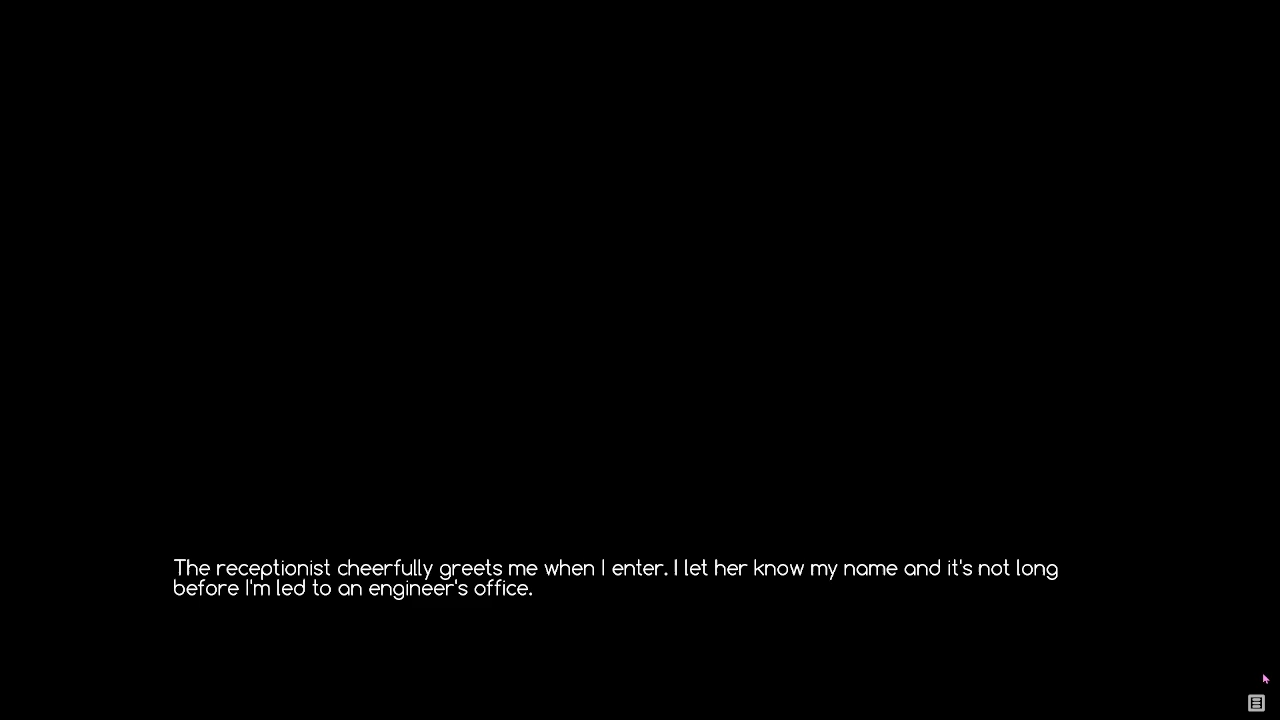 The receptionist cheerfully greets me when I enter. I let her know my name and it's not long
before I'm led to an engineer's office.